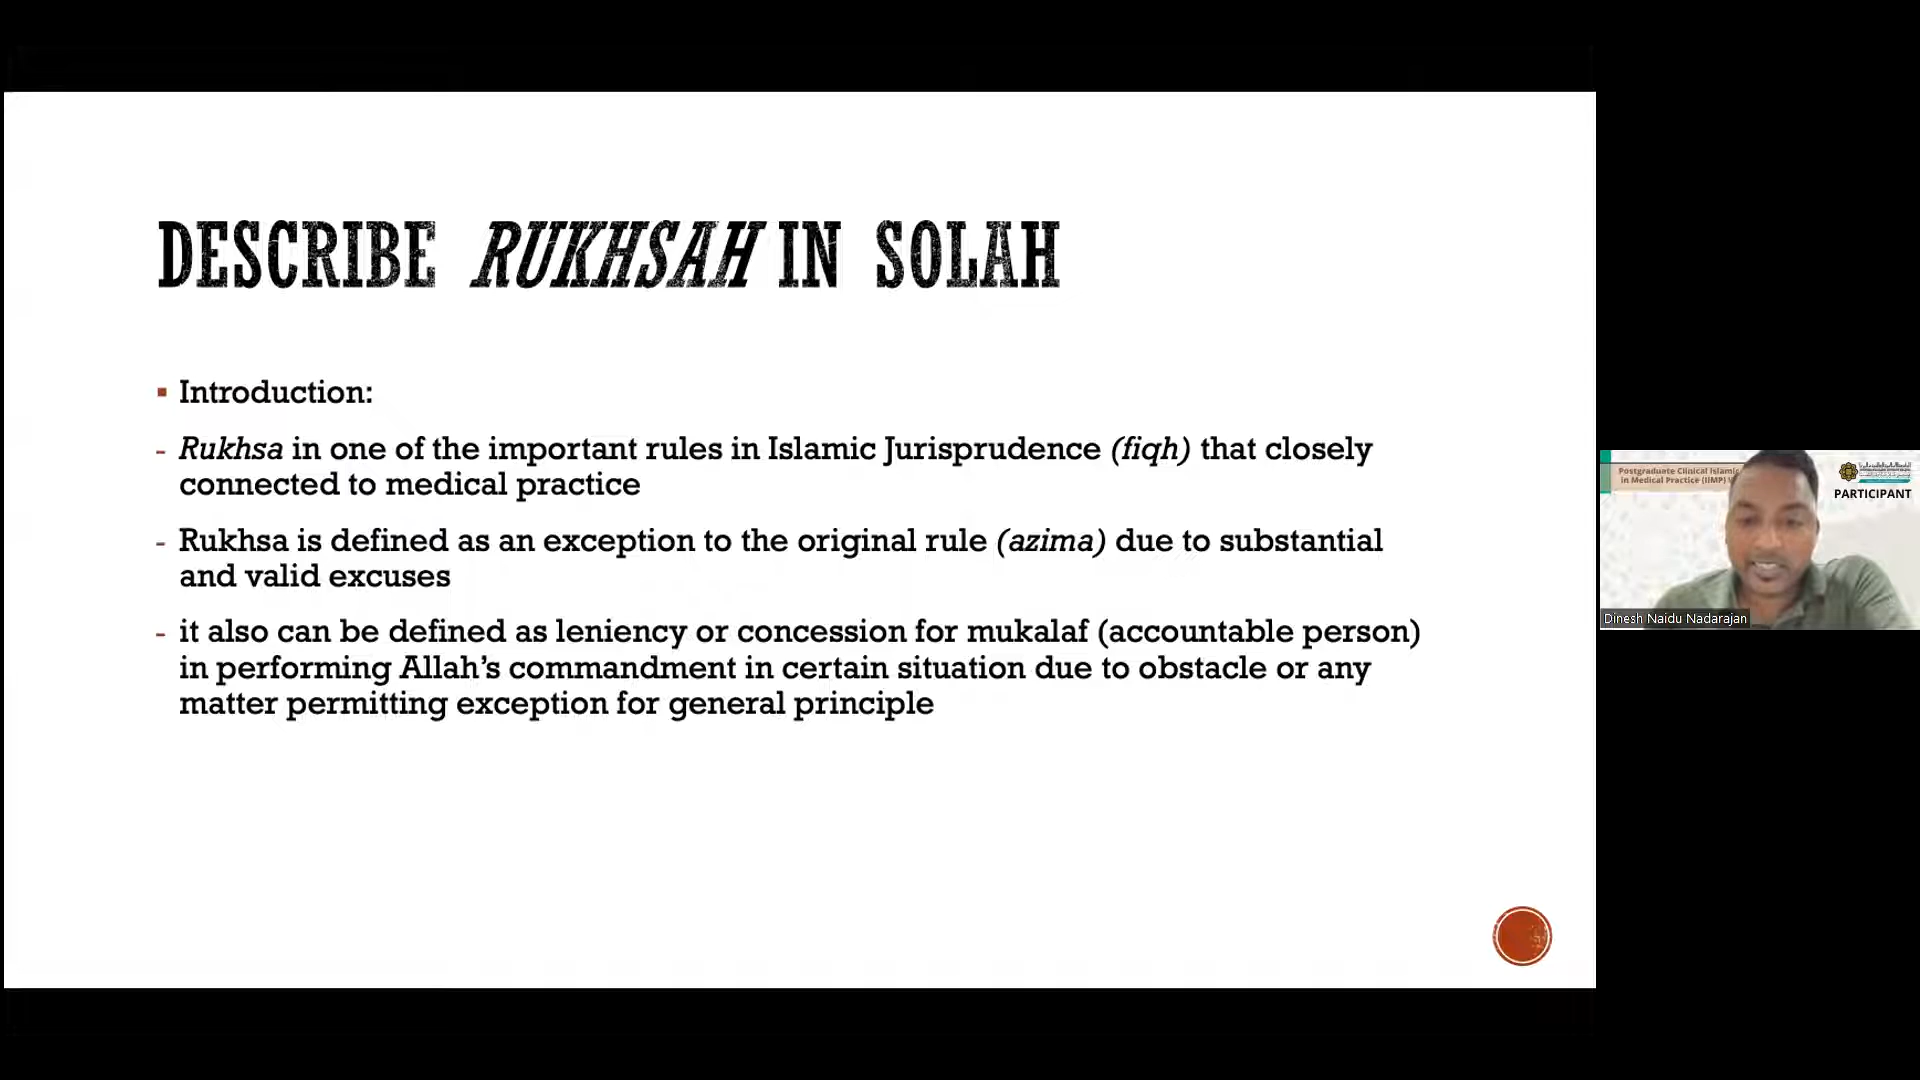 DESCRIBE RUKHSAH IN SOLAH
Introduction:
- Rukhsa in one of the important rules in Islamic Jurisprudence (fiqh) that closely
connected to medical practice
- Rukhsa is defined as an exception to the original rule (azima) due to substantial
and valid excuses
- it also can be defined as leniency or concession for mukalaf (accountable person)
in performing Allah’s commandment in certain situation due to obstacle or any
matter permitting exception for general principle
Postgraduate Clinical Islamic
in Medical Practice (IIMP)
PARTICIPANT
Dinesh Naidu Nadarajan